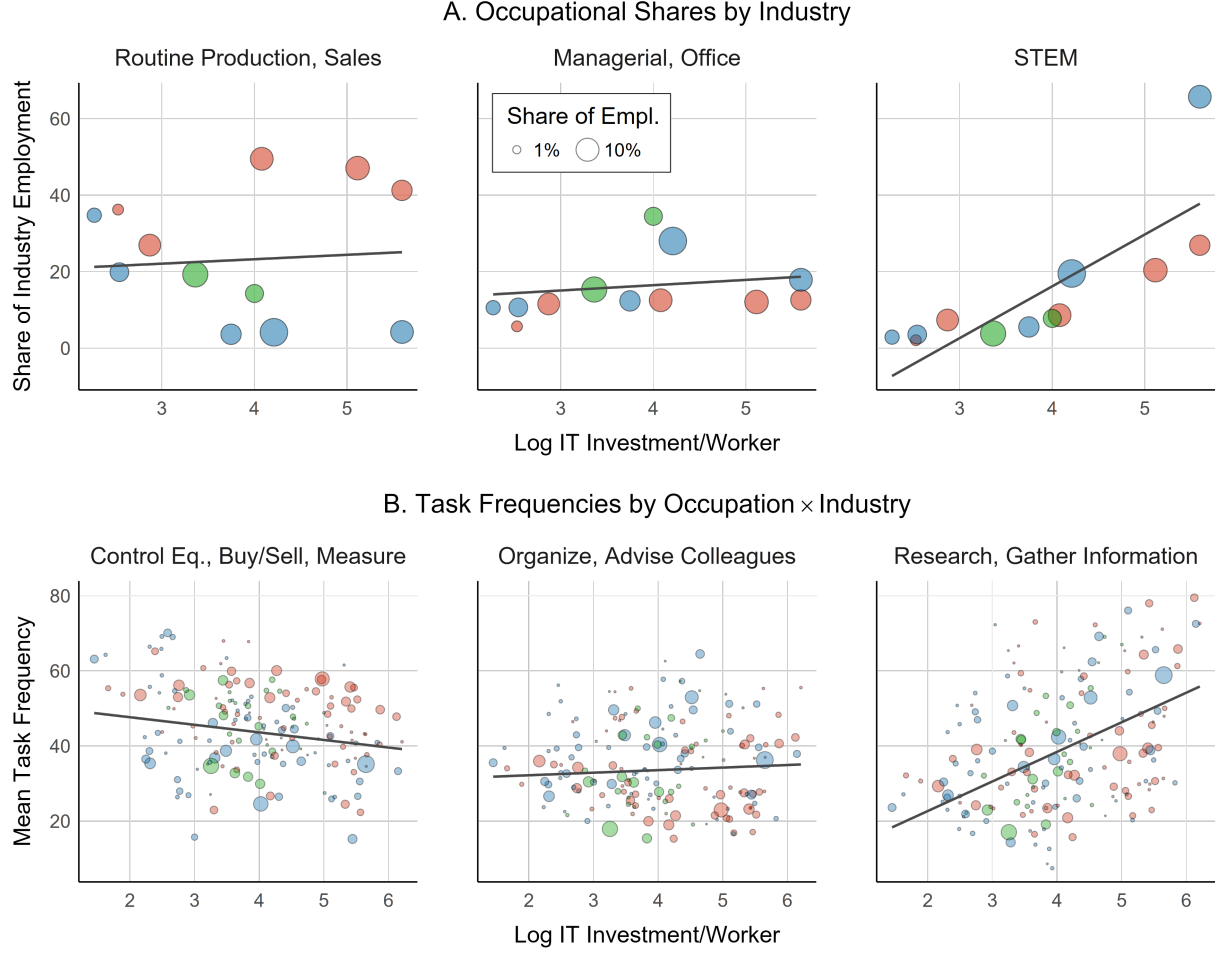 A. Occupational Shares by Industry
Routine Production, Sales
Managerial, Office
STEM
Share of Industry Employment
60
40
20
0
Share of Empl.
1% 10%
3 4 5
3 4 5
3 4 5
Log IT Investment/Worker
B. Task Frequencies by Occupation × Industry
Control Eq., Buy/Sell, Measure
Organize, Advise Colleagues
Research, Gather Information
Mean Task Frequency
80
60
40
20
2 3 4 5 6
2 3 4 5 6
2 3 4 5 6
Log IT Investment/Worker